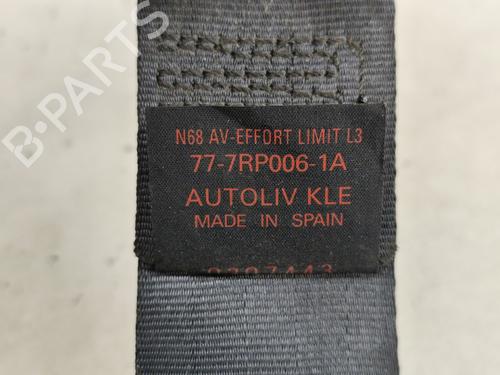 B-PARTS
N68 AV-EFFORT LIMIT L3
77-7RP006-1A
AUTOLIV KLE
MADE IN SPAIN